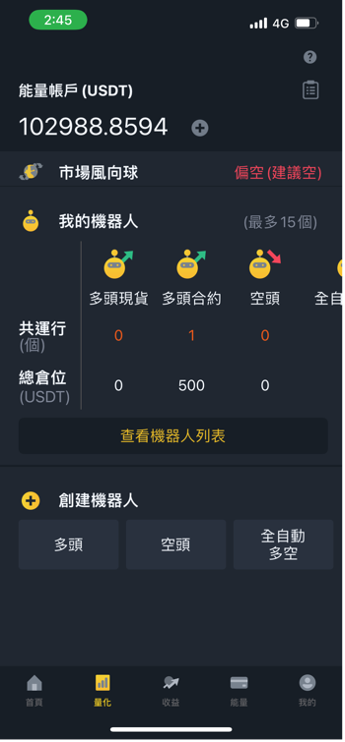 2:45
4G
能量帳戶 (USDT)
102988.8594
市場風向球
偏空 (建議空)
我的機器人
(最多15個)
多頭現貨
多頭合約
空頭
全自
共運行
(個)
0
1
0
總倉位
(USDT)
0
500
0
查看機器人列表
創建機器人
多頭
空頭
全自動
多空
首頁
量化
收益
能量
我的